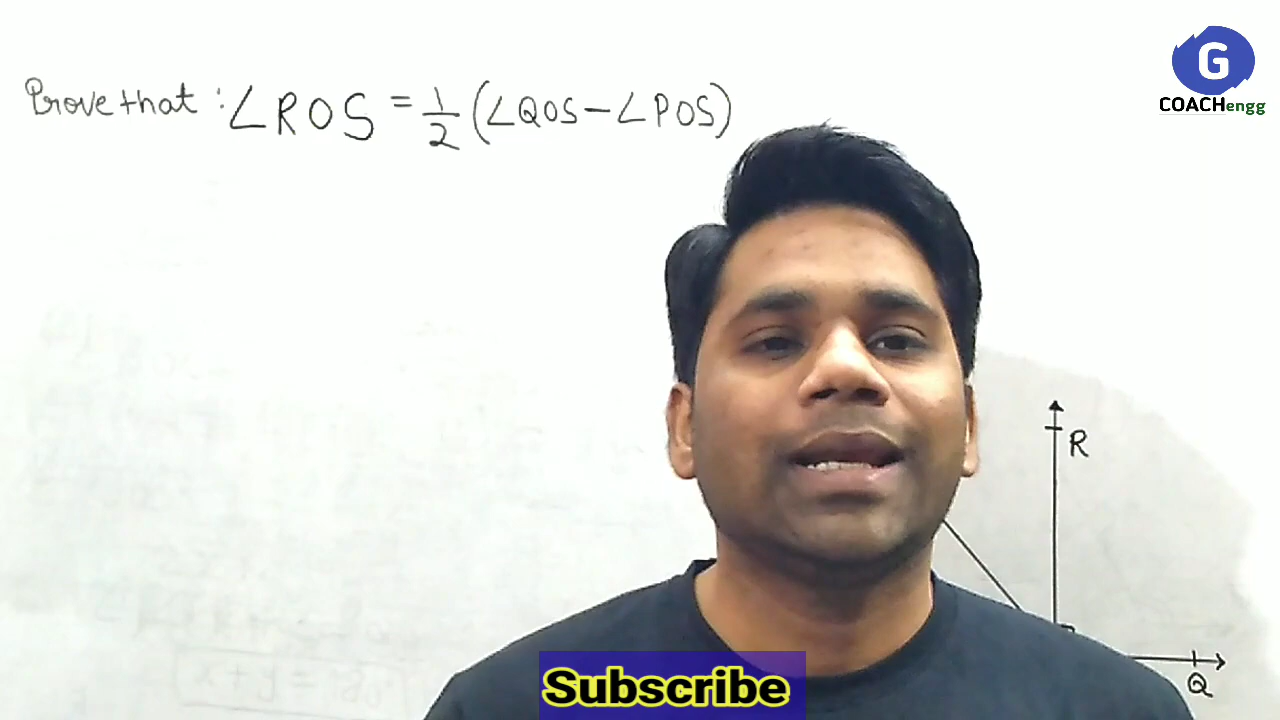 Prove that : ∠ROS = 1/2 (∠QOS - ∠POS)
G
COACHengg
R
Q
Subscribe